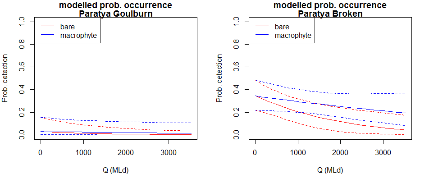 modelled prob. occurrence
Paratya Goulburn
bare
macrophyte
Prob. detection
0.0 0.2 0.4 0.6 0.8 1.0
0 1000 2000 3000
Q (MLd)
modelled prob. occurrence
Paratya Broken
bare
macrophyte
Prob. detection
0.0 0.2 0.4 0.6 0.8 1.0
0 1000 2000 3000
Q (MLd)